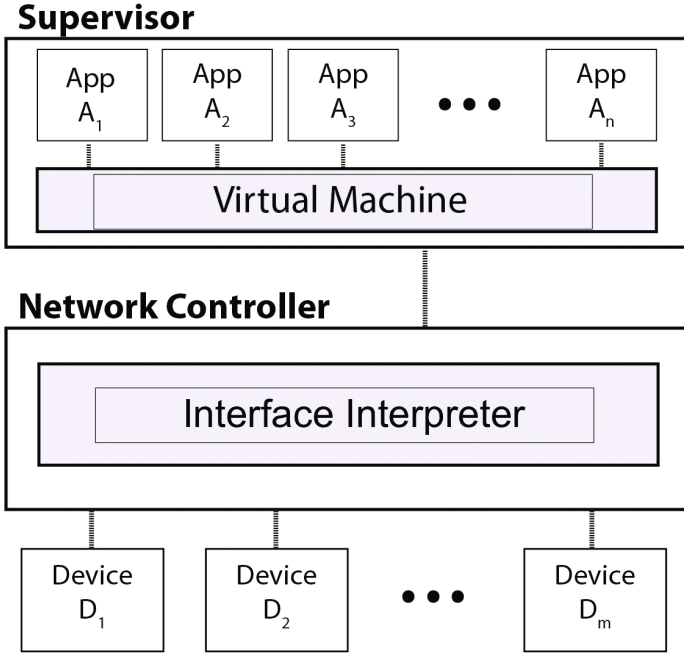 Supervisor
App App App App
A1 A2 A3 ••• An
Virtual Machine
Network Controller
Interface Interpreter
Device Device Device
D1 D2 ••• Dm